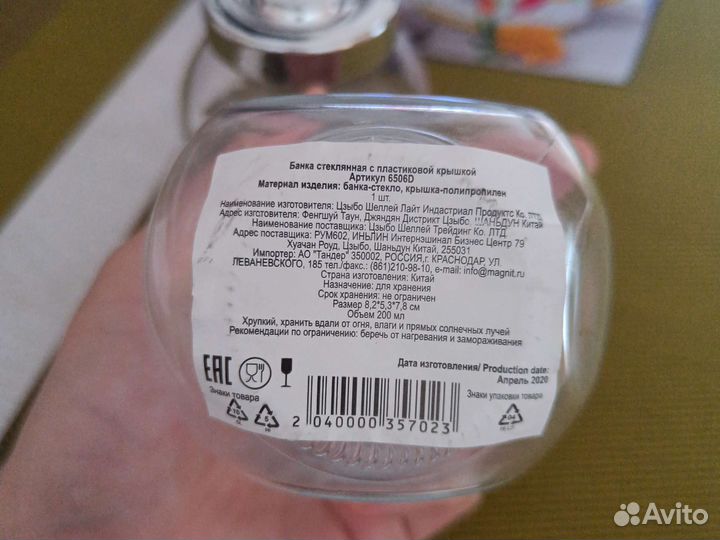 Банка стеклянная с пластиковой крышкой
Артикул 6506D
Материал изделия: банка-стекло, крышка-полипропилен
1 шт.
Наименование изготовителя: Цзыбо Шеллей Лайт Индастриал Продуктс Ко. ЛТД.
Адрес изготовителя: Фенгшуй Таун, Джандян Дистрикт Цзыбо, Шаньдун Китай
Наименование поставщика: Цзыбо Шеллей Трейдинг Ко. ЛТД
Адрес поставщика: РУМ602, ИНЬЛИН Интернэшинал Бизнес Центр 79
Хуачан Роуд, Цзыбо, Шаньдун Китай, 255031
Импортер: АО "Тандер" 350002, РОССИЯ, г. КРАСНОДАР, УЛ.
ЛЕВАНЕВСКОГО, 185 тел./факс.: (861)210-98-10, e-mail: info@magnit.ru
Страна изготовления: Китай
Назначение: для хранения
Срок хранения: не ограничен
Размер 8,2*5,3*7,8 см
Объем 200 мл
Хрупкий, хранить вдали от огня, влаги и прямых солнечных лучей
Рекомендации по ограничению: беречь от нагревания и замораживания
Дата изготовления/ Production date:
Апрель 2020
EAC
Знаки товара
Знаки упаковки товара
5
04
2 040000 357023
Avito